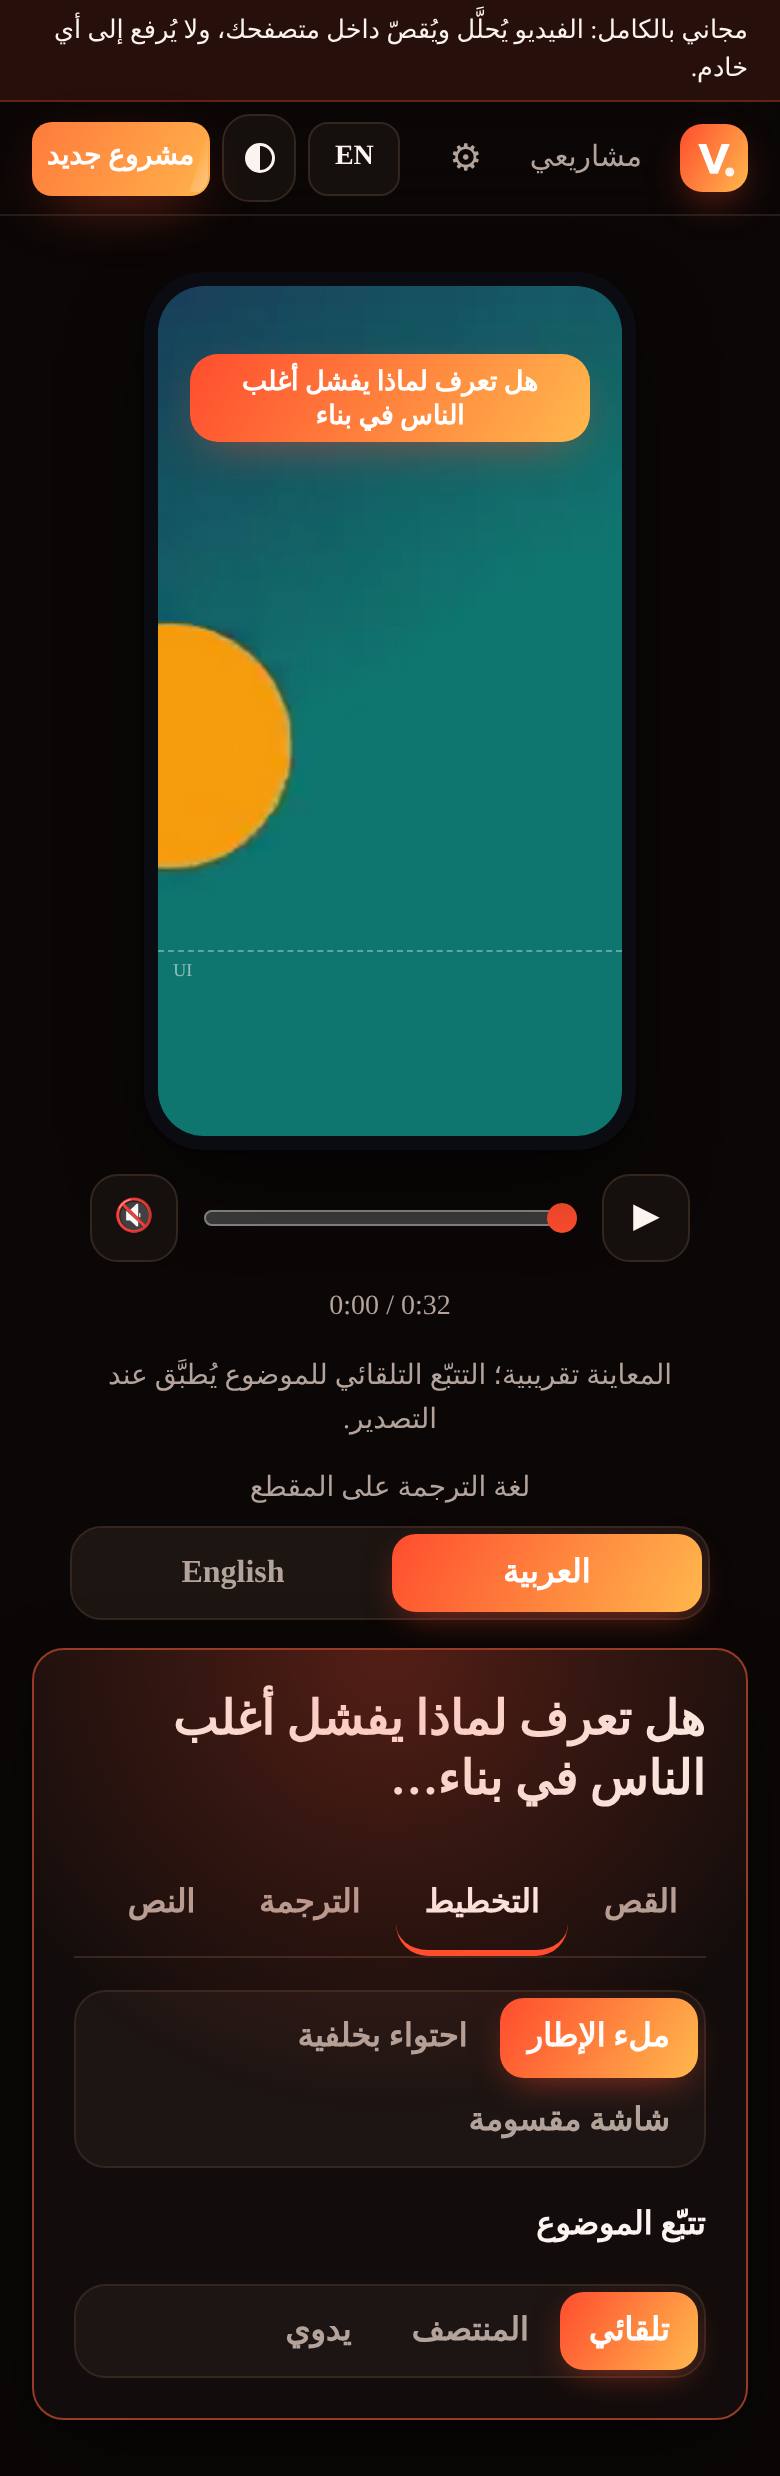 مجاني بالكامل: الفيديو يُحلَّل ويُقصّ داخل متصفحك، ولا يُرفع إلى أي
خادم.
V.
مشاريعي
EN
مشروع جديد
هل تعرف لماذا يفشل أغلب
الناس في بناء
UI
0:00 / 0:32
المعاينة تقريبية؛ التتبّع التلقائي للموضوع يُطبَّق عند
التصدير.
لغة الترجمة على المقطع
العربية
English
هل تعرف لماذا يفشل أغلب
الناس في بناء...
القص
التخطيط
الترجمة
النص
ملء الإطار
احتواء بخلفية
شاشة مقسومة
تتبّع الموضوع
تلقائي
المنتصف
يدوي